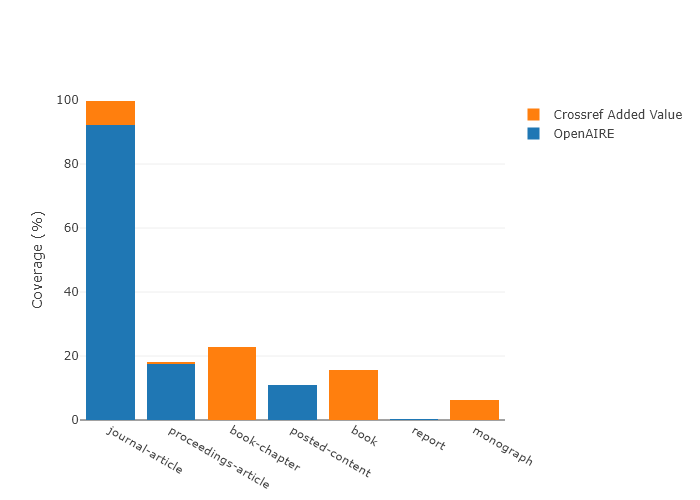 100
80
60
40
20
0
Coverage (%)
journal-article
proceedings-article
book-chapter
posted-content
book
report
monograph
Crossref Added Value
OpenAIRE